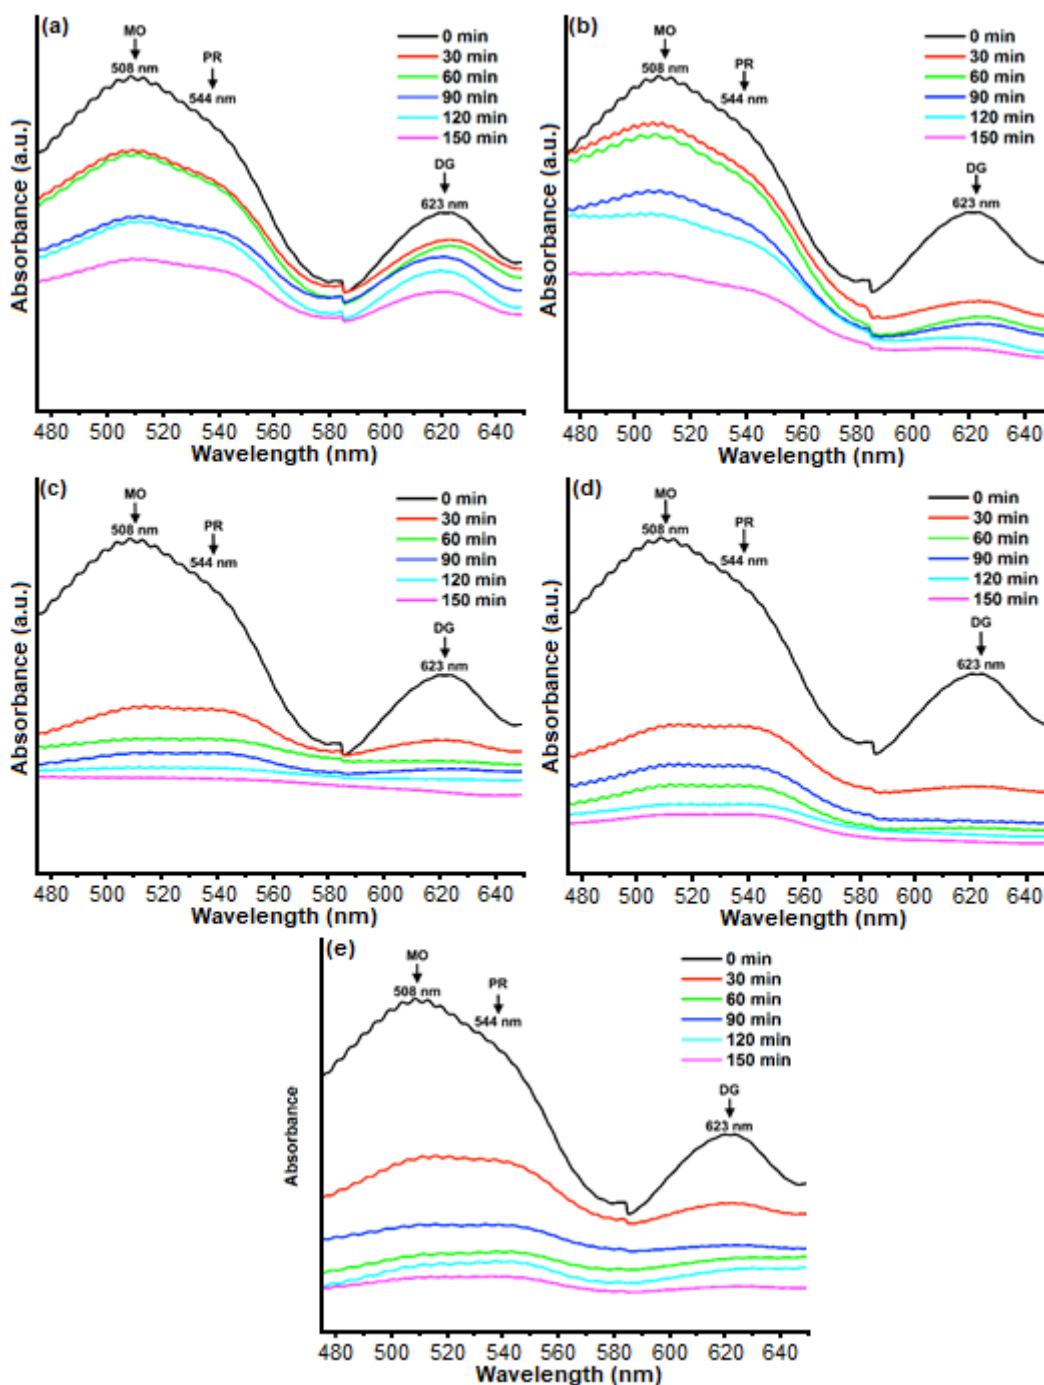 (a)
MO
508 nm
PR
544 nm
DG
623 nm
0 min
30 min
60 min
90 min
120 min
150 min
Absorbance (a.u.)
480 500 520 540 560 580 600 620 640
Wavelength (nm)
(b)
MO
508 nm
PR
544 nm
DG
623 nm
0 min
30 min
60 min
90 min
120 min
150 min
Absorbance (a.u.)
480 500 520 540 560 580 600 620 640
Wavelength (nm)
(c)
MO
508 nm
PR
544 nm
DG
623 nm
0 min
30 min
60 min
90 min
120 min
150 min
Absorbance (a.u.)
480 500 520 540 560 580 600 620 640
Wavelength (nm)
(d)
MO
508 nm
PR
544 nm
DG
623 nm
0 min
30 min
60 min
90 min
120 min
150 min
Absorbance (a.u.)
480 500 520 540 560 580 600 620 640
Wavelength (nm)
(e)
MO
508 nm
PR
544 nm
DG
623 nm
0 min
30 min
60 min
90 min
120 min
150 min
Absorbance
480 500 520 540 560 580 600 620 640
Wavelength (nm)